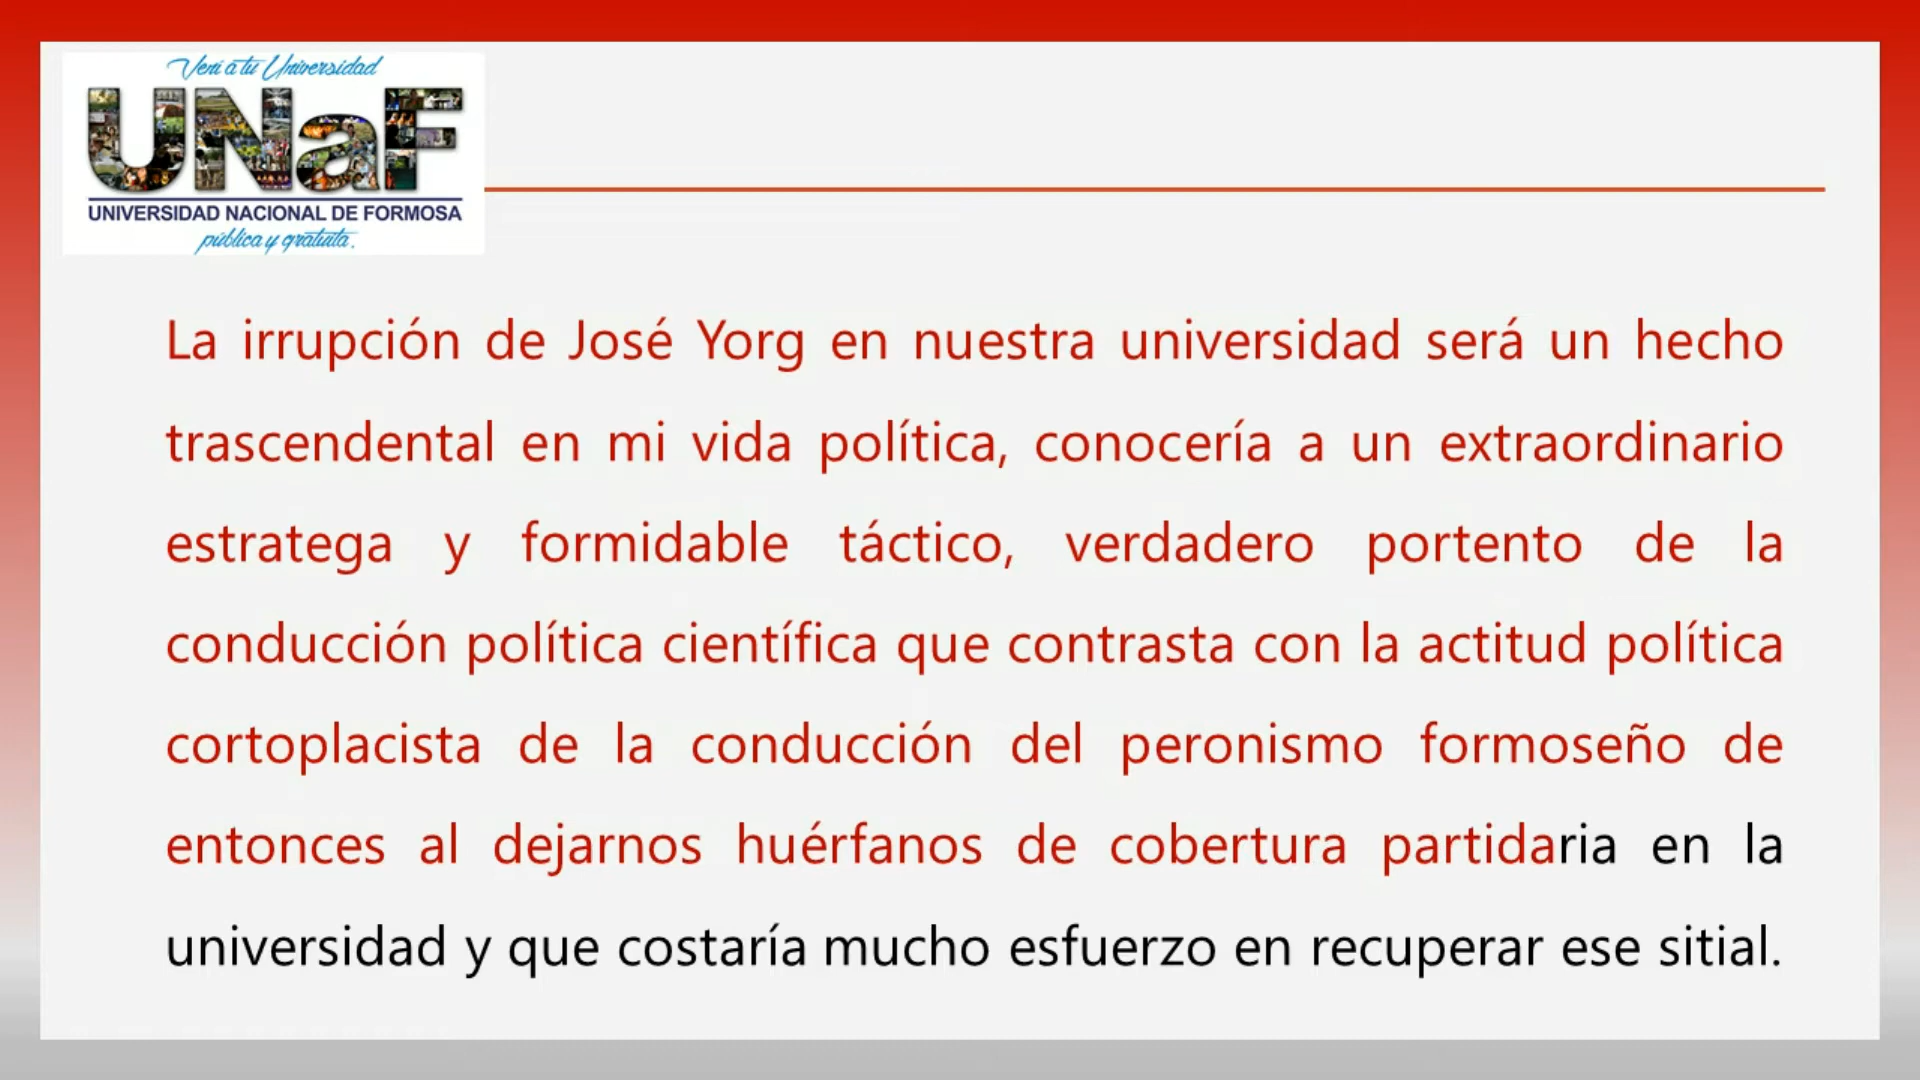 Vení a tu Universidad
UNaF
UNIVERSIDAD NACIONAL DE FORMOSA
pública y gratuita.
La irrupción de José Yorg en nuestra universidad será un hecho
trascendental en mi vida política, conocería a un extraordinario
estratega y formidable táctico, verdadero portento de la
conducción política científica que contrasta con la actitud política
cortoplacista de la conducción del peronismo formoseño de
entonces al dejarnos huérfanos de cobertura partidaria en la
universidad y que costaría mucho esfuerzo en recuperar ese sitial.